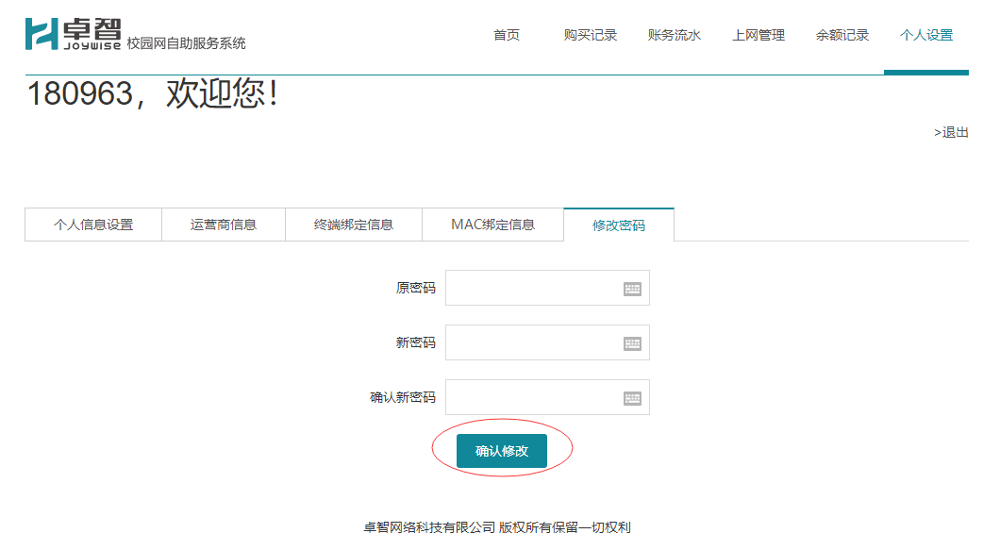 卓智
Joywise 校园网自助服务系统
首页 购买记录 账务流水 上网管理 余额记录 个人设置
180963，欢迎您！
>退出
个人信息设置 运营商信息 终端绑定信息 MAC绑定信息 修改密码
原密码
新密码
确认新密码
确认修改
卓智网络科技有限公司 版权所有保留一切权利